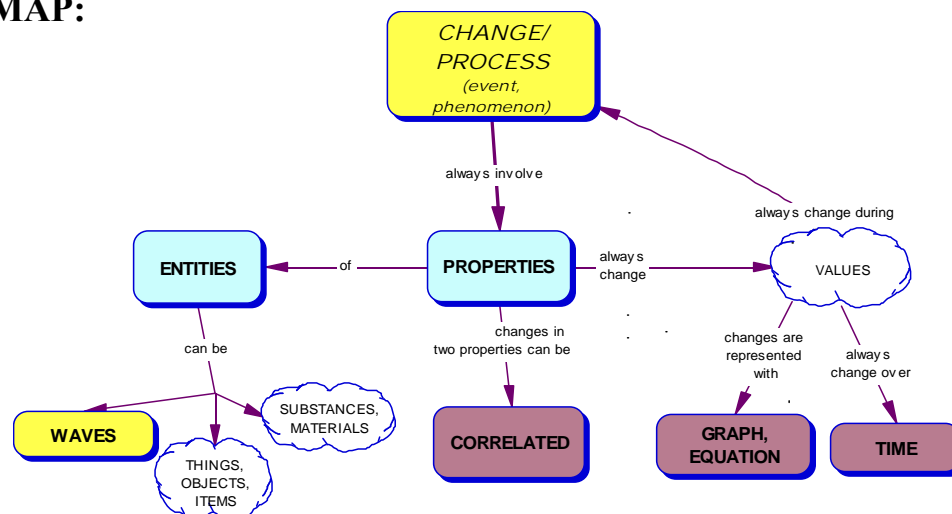 MAP:
CHANGE/
PROCESS
(event,
phenomenon)
always involve
always change during
ENTITIES
of
PROPERTIES
always
change
VALUES
can be
changes in
two properties can be
changes are
represented
with
always
change over
WAVES
SUBSTANCES,
MATERIALS
THINGS,
OBJECTS,
ITEMS
CORRELATED
GRAPH,
EQUATION
TIME